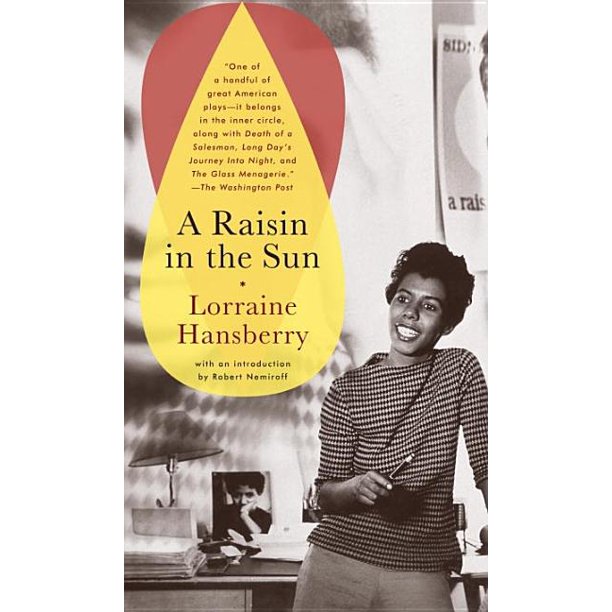 "One of
a handful of
great American
plays—it belongs
in the inner circle,
along with Death of a
Salesman, Long Day's
Journey Into Night, and
The Glass Menagerie."
—The Washington Post
A Raisin
in the Sun
*
Lorraine
Hansberry
with an introduction
by Robert Nemiroff
SIDN
a rais